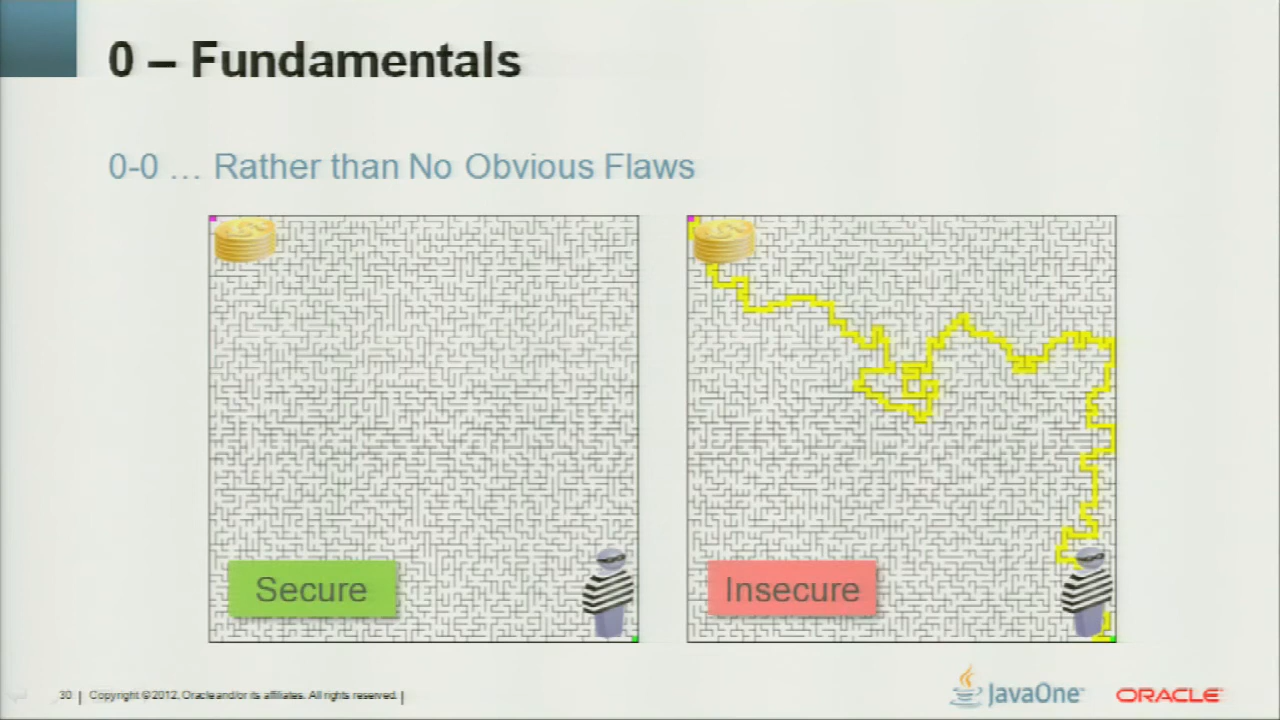 0 – Fundamentals
0-0 … Rather than No Obvious Flaws
Secure
Insecure
30 | Copyright © 2012, Oracle and/or its affiliates. All rights reserved. |
JavaOne
ORACLE